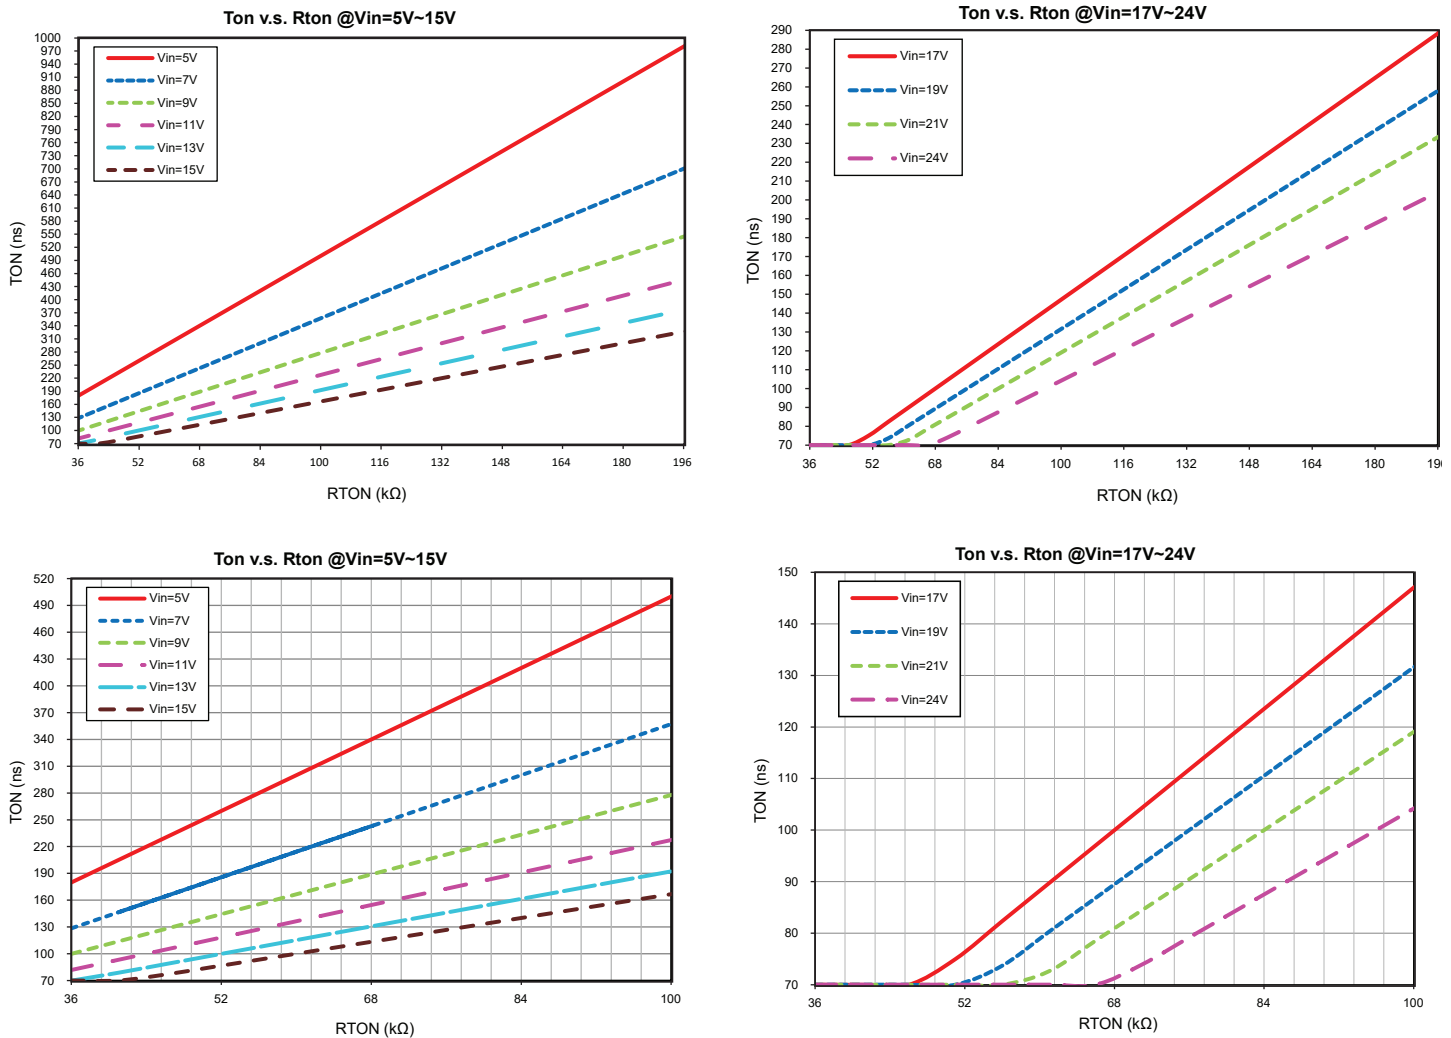 Ton v.s. Rton @Vin=5V~15V
1000
970
940
910
880
850
820
790
760
730
700
670
640
610
580
550
520
490
460
430
400
370
340
310
280
250
220
190
160
130
100
70
TON (ns)
Vin=5V
Vin=7V
Vin=9V
Vin=11V
Vin=13V
Vin=15V
36 52 68 84 100 116 132 148 164 180 196
RTON (kΩ)
Ton v.s. Rton @Vin=17V~24V
290
280
270
260
250
240
230
220
210
200
190
180
170
160
150
140
130
120
110
100
90
80
70
TON (ns)
Vin=17V
Vin=19V
Vin=21V
Vin=24V
36 52 68 84 100 116 132 148 164 180 196
RTON (kΩ)
Ton v.s. Rton @Vin=5V~15V
520
490
460
430
400
370
340
310
280
250
220
190
160
130
100
70
TON (ns)
Vin=5V
Vin=7V
Vin=9V
Vin=11V
Vin=13V
Vin=15V
36 52 68 84 100
RTON (kΩ)
Ton v.s. Rton @Vin=17V~24V
150
140
130
120
110
100
90
80
70
TON (ns)
Vin=17V
Vin=19V
Vin=21V
Vin=24V
36 52 68 84 100
RTON (kΩ)